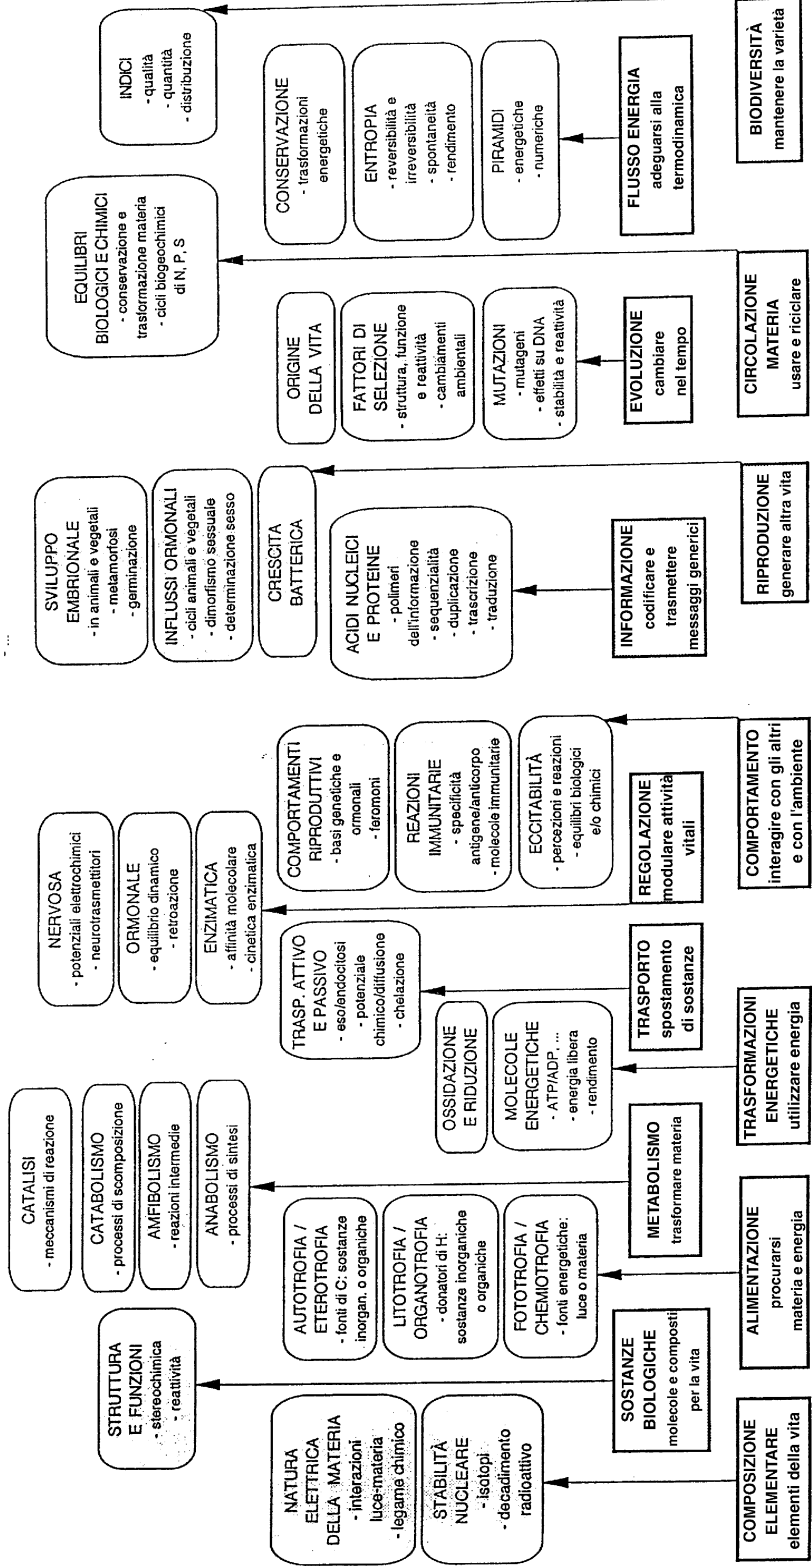 STRUTTURA
E FUNZIONI
- stereochimica
- reattività
NATURA
ELETTRICA
DELLA MATERIA
- interazioni
luce-materia
- legame chimico
STABILITÀ
NUCLEARE
- isotopi
- decadimento
radioattivo
SOSTANZE
BIOLOGICHE
molecole e composti
per la vita
COMPOSIZIONE
ELEMENTARE
elementi della vita
CATALISI
- meccanismi di reazione
CATABOLISMO
- processi di scomposizione
AMFIBOLISMO
- reazioni intermedie
ANABOLISMO
- processi di sintesi
AUTOTROFIA /
ETEROTROFIA
- fonti di C: sostanze
inorgan. o organiche
LITOTROFIA /
ORGANOTROFIA
- donatori di H:
sostanze inorganiche
o organiche
FOTOTROFIA /
CHEMIOTROFIA
- fonti energetiche:
luce o materia
METABOLISMO
trasformare materia
ALIMENTAZIONE
procurarsi
materia e energia
NERVOSA
- potenziali elettrochimici
- neurotrasmettitori
ORMONALE
- equilibrio dinamico
- retroazione
ENZIMATICA
- affinità molecolare
- cinetica enzimatica
TRASP. ATTIVO
E PASSIVO
- eso/endocitosi
- potenziale
chimico/diffusione
- chelazione
OSSIDAZIONE
E RIDUZIONE
MOLECOLE
ENERGETICHE
- ATP/ADP, ...
- energia libera
- rendimento
TRASPORTO
spostamento
di sostanze
TRASFORMAZIONI
ENERGETICHE
utilizzare energia
COMPORTAMENTI
RIPRODUTTIVI
- basi genetiche e
ormonali
- feromoni
REAZIONI
IMMUNITARIE
- specificità
antigene/anticorpo
- molecole immunitarie
ECCITABILITÀ
- percezioni e reazioni
- equilibri biologici
e/o chimici
REGOLAZIONE
modulare attività
vitali
COMPORTAMENTO
interagire con gli altri
e con l'ambiente
SVILUPPO
EMBRIONALE
- in animali e vegetali
- metamorfosi
- germinazione
INFLUSSI ORMONALI
- cicli animali e vegetali
- dimorfismo sessuale
- determinazione sesso
CRESCITA
BATTERICA
ACIDI NUCLEICI
E PROTEINE
- polimeri
dell'informazione
- sequenzialità
- duplicazione
- trascrizione
- traduzione
INFORMAZIONE
codificare e
trasmettere
messaggi generici
RIPRODUZIONE
generare altra vita
EQUILIBRI
BIOLOGICI E CHIMICI
- conservazione e
trasformazione materia
- cicli biogeochimici
di N, P, S
ORIGINE
DELLA VITA
FATTORI DI
SELEZIONE
- struttura, funzione
e reattività
- cambiamenti
ambientali
MUTAZIONI
- mutageni
- effetti su DNA
- stabilità e reattività
EVOLUZIONE
cambiare
nel tempo
CIRCOLAZIONE
MATERIA
usare e riciclare
INDICI
- qualità
- quantità
- distribuzione
CONSERVAZIONE
- trasformazioni
energetiche
ENTROPIA
- reversibilità e
irreversibilità
- spontaneità
- rendimento
PIRAMIDI
- energetiche
- numeriche
FLUSSO ENERGIA
adeguarsi alla
termodinamica
BIODIVERSITÀ
mantenere la varietà